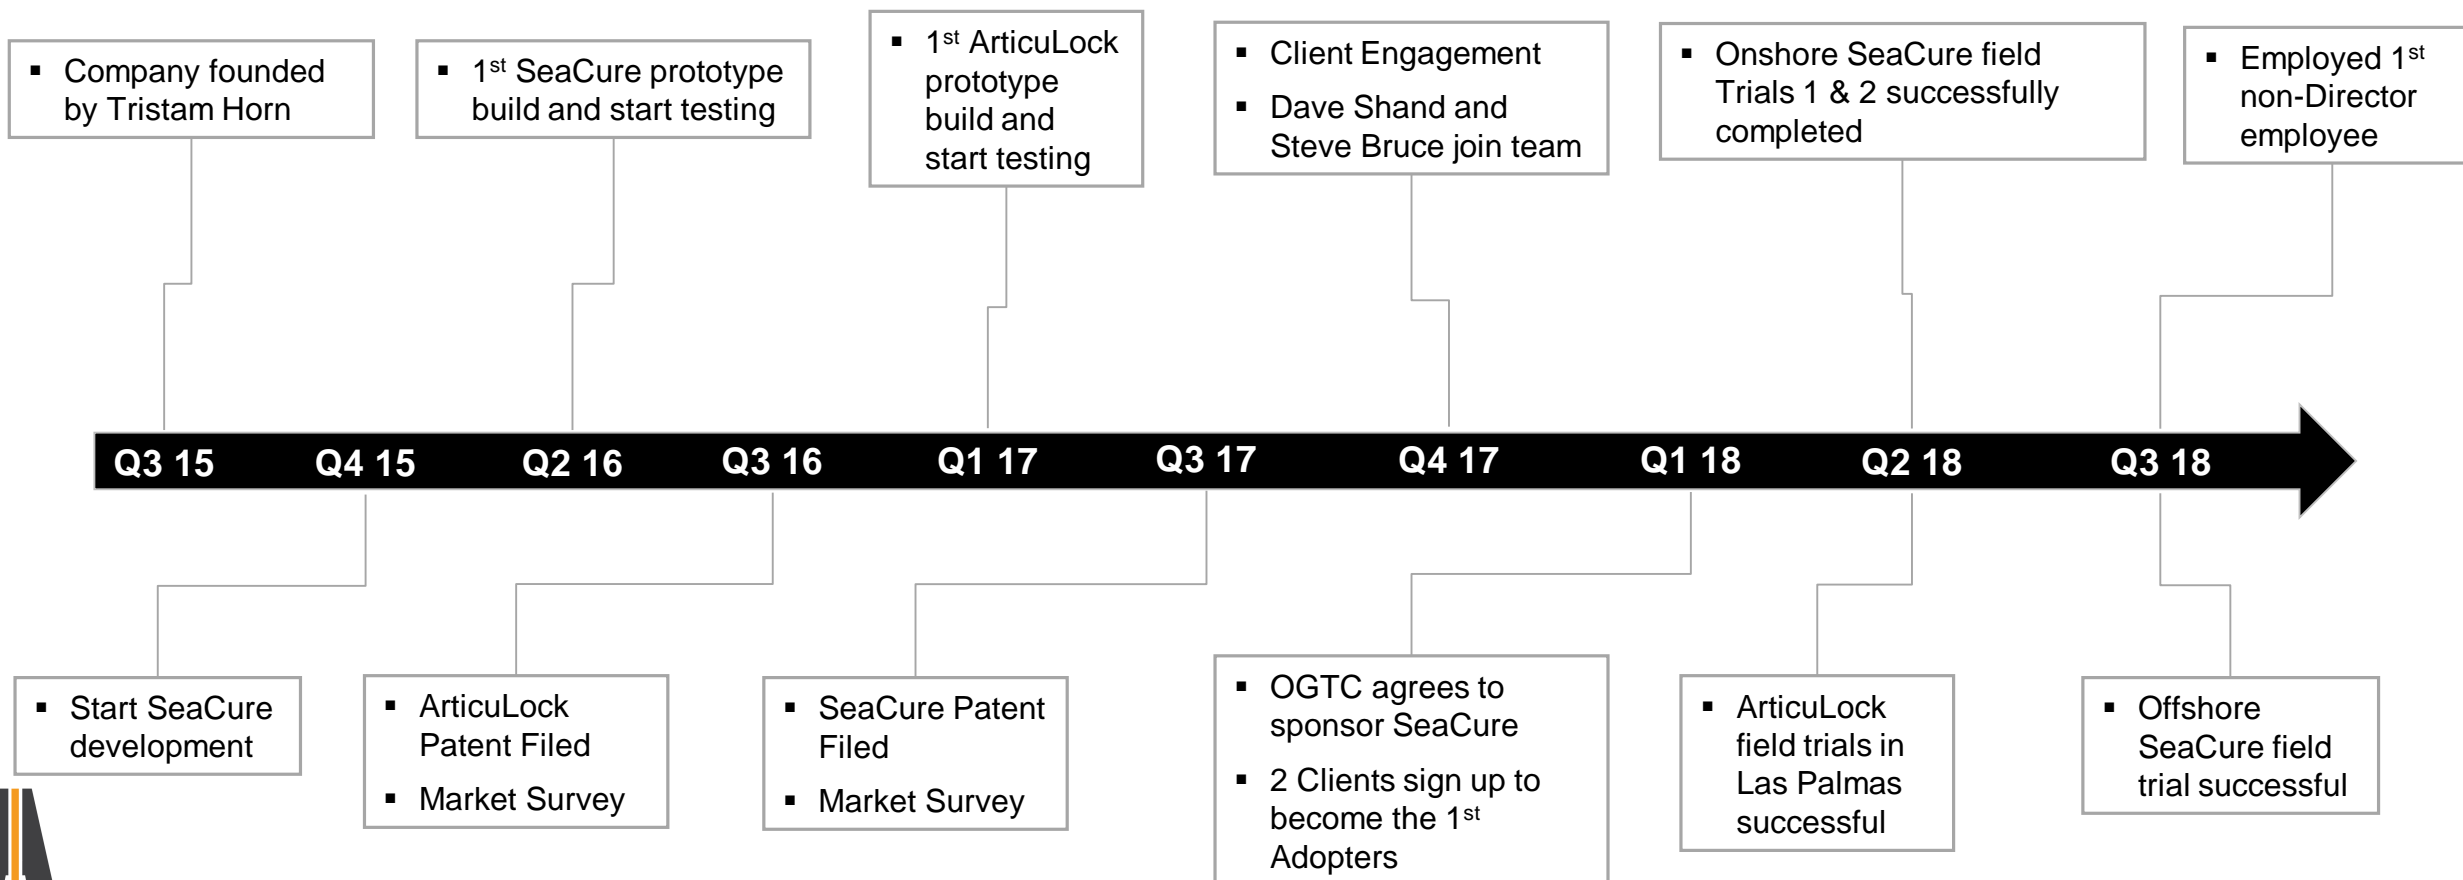 ▪ Company founded
by Tristam Horn
▪ 1st SeaCure prototype
build and start testing
▪ 1st ArticuLock
prototype
build and
start testing
▪ Client Engagement
▪ Dave Shand and
Steve Bruce join team
▪ Onshore SeaCure field
Trials 1 & 2 successfully
completed
▪ Employed 1st
non-Director
employee
Q3 15
Q4 15
Q2 16
Q3 16
Q1 17
Q3 17
Q4 17
Q1 18
Q2 18
Q3 18
▪ Start SeaCure
development
▪ ArticuLock
Patent Filed
▪ Market Survey
▪ SeaCure Patent
Filed
▪ Market Survey
▪ OGTC agrees to
sponsor SeaCure
▪ 2 Clients sign up to
become the 1st
Adopters
▪ ArticuLock
field trials in
Las Palmas
successful
▪ Offshore
SeaCure field
trial successful